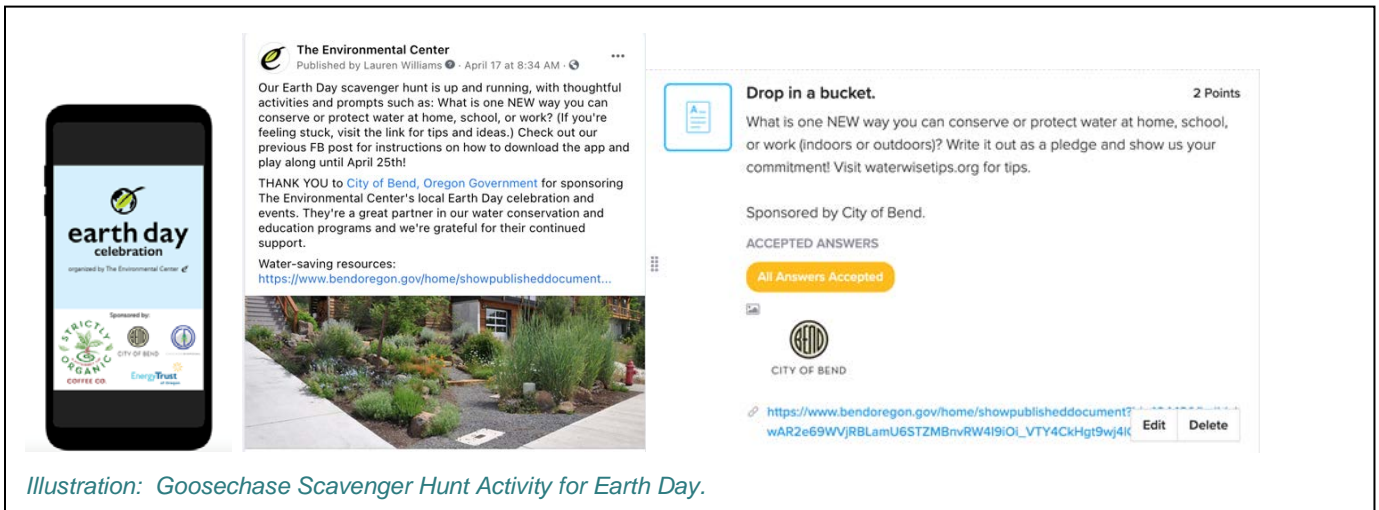 earth day
celebration
organized by The Environmental Center
Sponsored by:
STRICTLY
ORGANIC
COFFEE CO.
CITY OF BEND
EnergyTrust
of Oregon
The Environmental Center
Published by Lauren Williams · April 17 at 8:34 AM ·
Our Earth Day scavenger hunt is up and running, with thoughtful
activities and prompts such as: What is one NEW way you can
conserve or protect water at home, school, or work? (If you're
feeling stuck, visit the link for tips and ideas.) Check out our
previous FB post for instructions on how to download the app and
play along until April 25th!
THANK YOU to City of Bend, Oregon Government for sponsoring
The Environmental Center's local Earth Day celebration and
events. They're a great partner in our water conservation and
education programs and we're grateful for their continued
support.
Water-saving resources:
https://www.bendoregon.gov/home/showpublisheddocument...
Drop in a bucket.
2 Points
What is one NEW way you can conserve or protect water at home, school,
or work (indoors or outdoors)? Write it out as a pledge and show us your
commitment! Visit waterwisetips.org for tips.
Sponsored by City of Bend.
ACCEPTED ANSWERS
All Answers Accepted
BEND
CITY OF BEND
https://www.bendoregon.gov/home/showpublisheddocument?
Edit
Delete
Illustration: Goosechase Scavenger Hunt Activity for Earth Day.